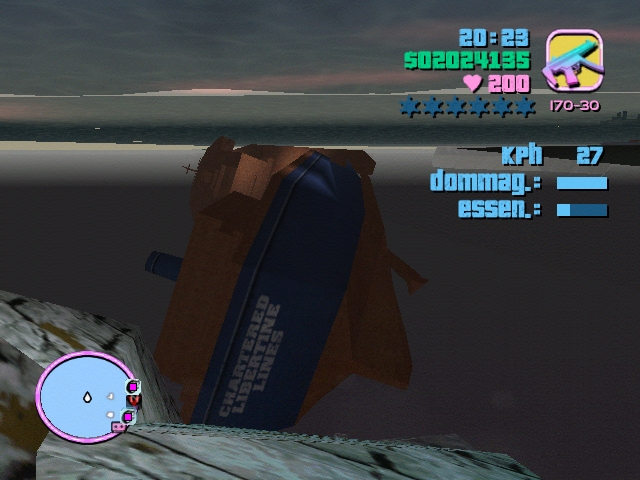 20:23
$02024135
200
170-30
KPh 27
dommag.:
essen.:
CHARTERED
LIBERTINE
LINES